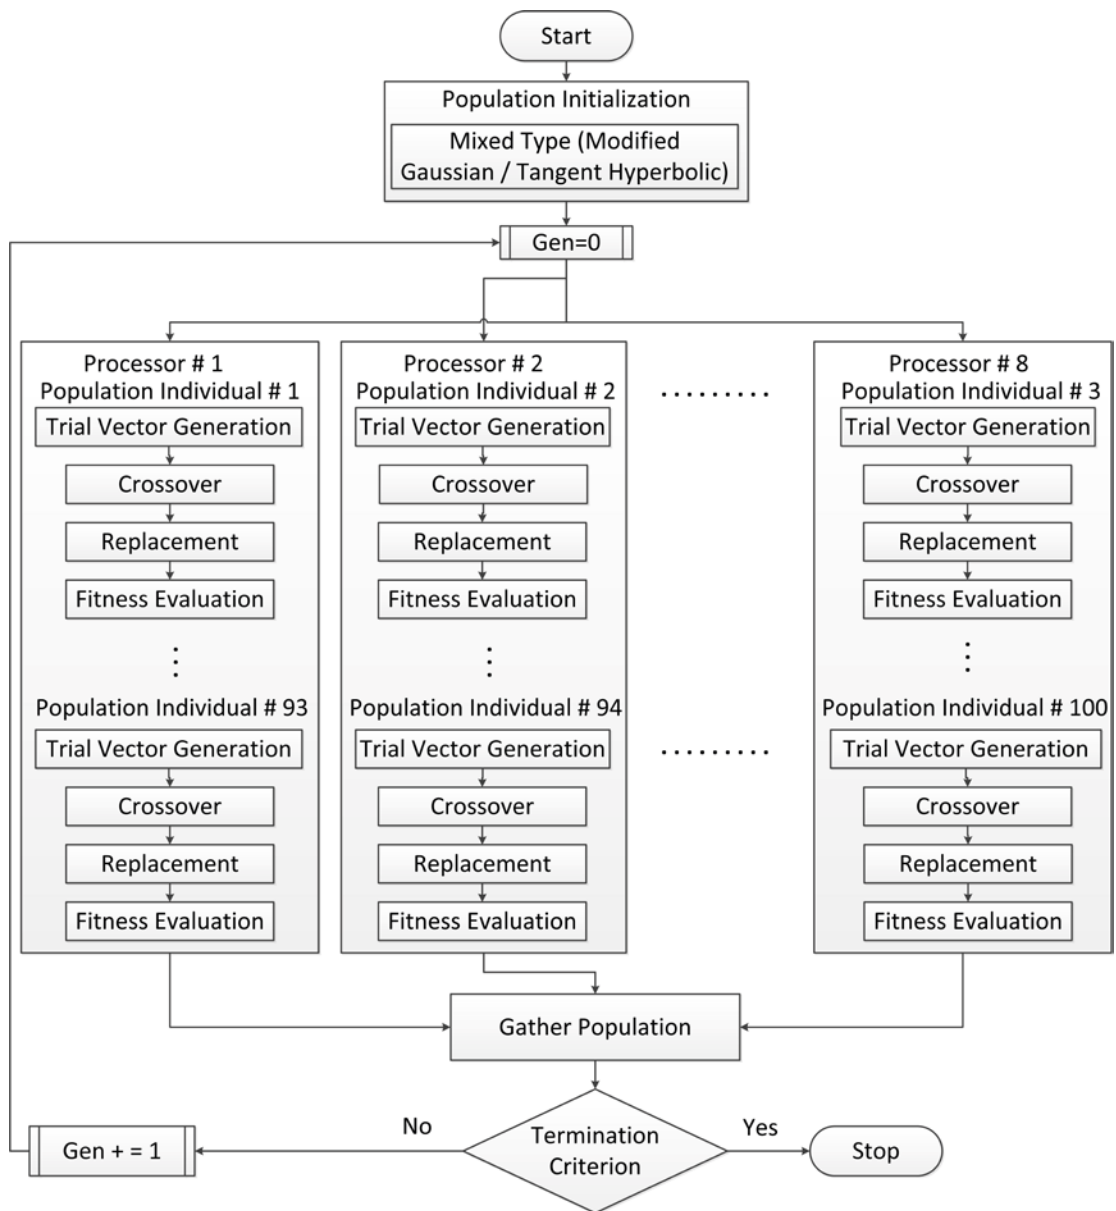 Start
Population Initialization
Mixed Type (Modified
Gaussian / Tangent Hyperbolic)
Gen=0
Processor # 1
Population Individual # 1
Trial Vector Generation
Crossover
Replacement
Fitness Evaluation
Population Individual # 93
Trial Vector Generation
Crossover
Replacement
Fitness Evaluation
Processor # 2
Population Individual # 2
Trial Vector Generation
Crossover
Replacement
Fitness Evaluation
Population Individual # 94
Trial Vector Generation
Crossover
Replacement
Fitness Evaluation
Processor # 8
Population Individual # 3
Trial Vector Generation
Crossover
Replacement
Fitness Evaluation
Population Individual # 100
Trial Vector Generation
Crossover
Replacement
Fitness Evaluation
Gather Population
Termination
Criterion
No
Yes
Gen + = 1
Stop